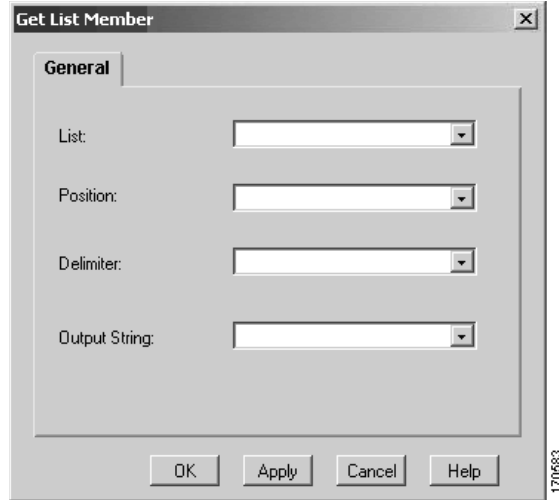 Get List Member
General
List:
Position:
Delimiter:
Output String:
OK Apply Cancel Help
170583